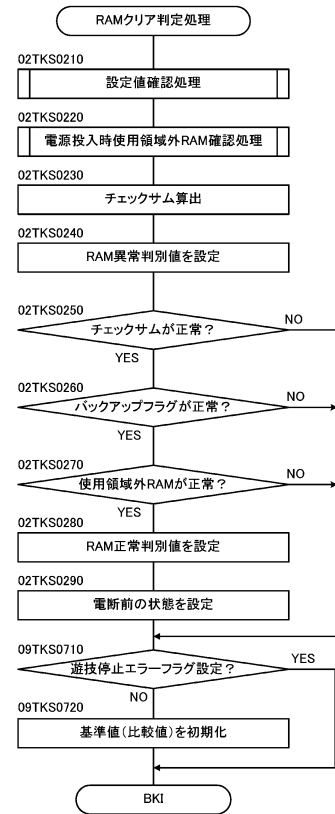 RAMクリア判定処理
02TKS0210
設定値確認処理
02TKS0220
電源投入時使用領域外RAM確認処理
02TKS0230
チェックサム算出
02TKS0240
RAM異常判別値を設定
02TKS0250
チェックサムが正常？
NO
YES
02TKS0260
バックアップフラグが正常？
NO
YES
02TKS0270
使用領域外RAMが正常？
NO
YES
02TKS0280
RAM正常判別値を設定
02TKS0290
電断前の状態を設定
09TKS0710
遊技停止エラーフラグ設定？
YES
NO
09TKS0720
基準値（比較値）を初期化
BKI